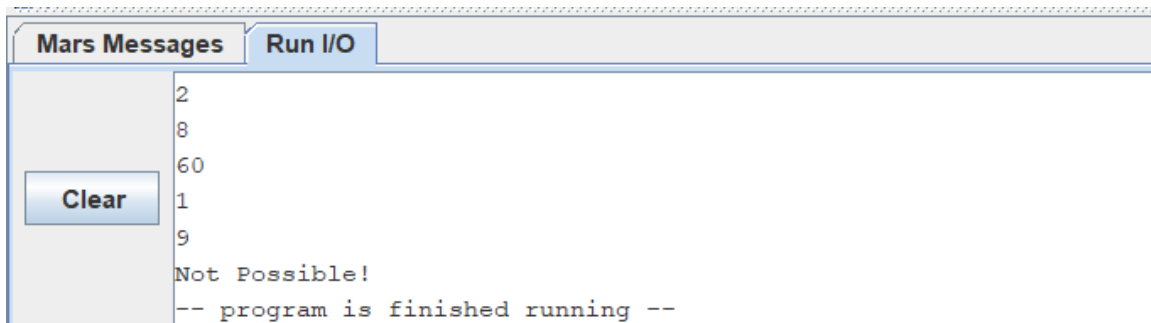 Mars Messages Run I/O
2
8
60
Clear
1
9
Not Possible!
-- program is finished running --